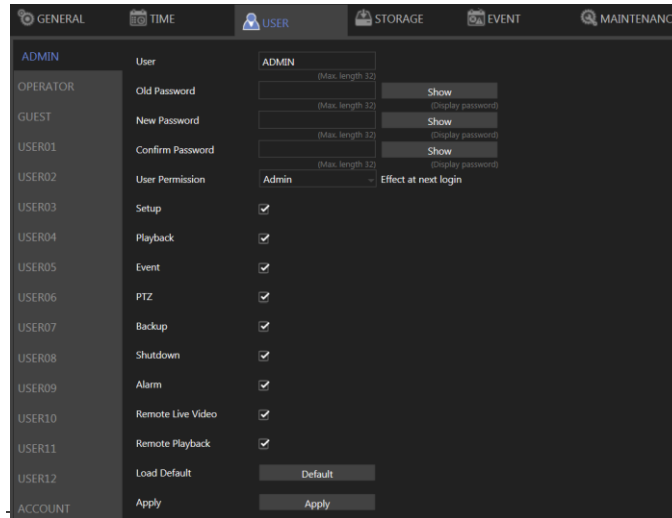 GENERAL TIME USER STORAGE EVENT MAINTENANC
ADMIN
OPERATOR
GUEST
USER01
USER02
USER03
USER04
USER05
USER06
USER07
USER08
USER09
USER10
USER11
USER12
ACCOUNT
User ADMIN
(Max. length 32)
Old Password Show
(Max. length 32) (Display password)
New Password Show
(Max. length 32) (Display password)
Confirm Password Show
(Max. length 32) (Display password)
User Permission Admin Effect at next login
Setup
Playback
Event
PTZ
Backup
Shutdown
Alarm
Remote Live Video
Remote Playback
Load Default Default
Apply Apply